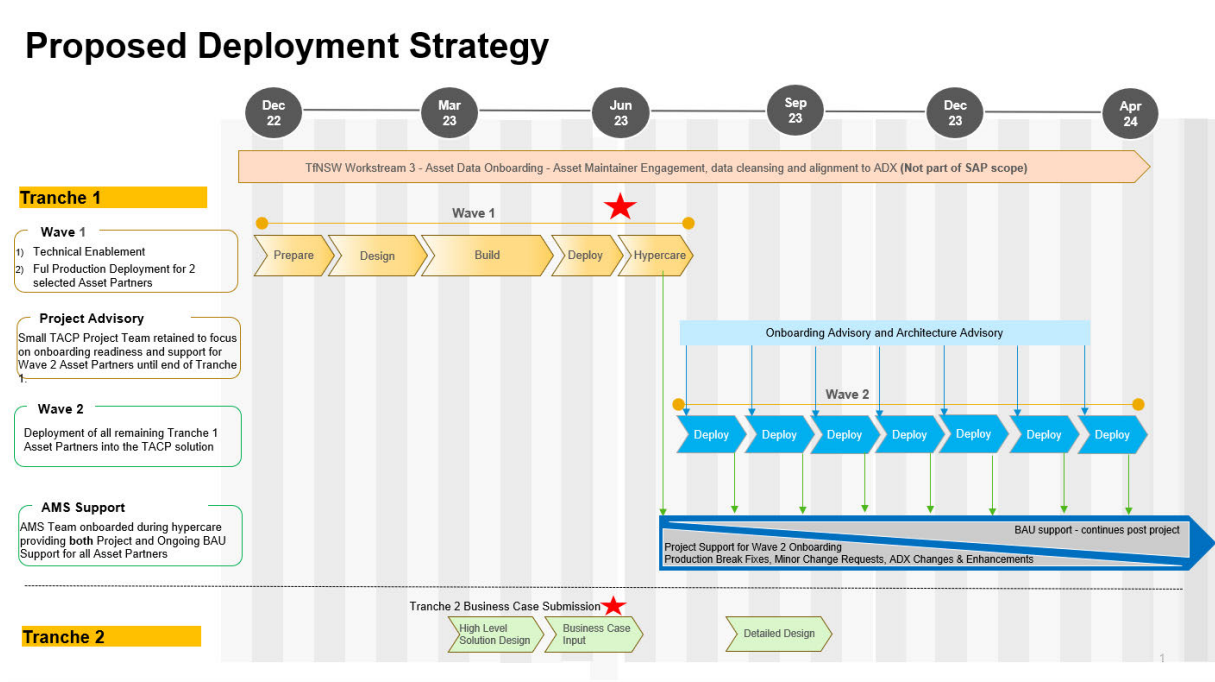 Proposed Deployment Strategy
Dec
22
Mar
23
Jun
23
Sep
23
Dec
23
Apr
24
TfNSW Workstream 3 - Asset Data Onboarding - Asset Maintainer Engagement, data cleansing and alignment to ADX (Not part of SAP scope)
Tranche 1
Wave 1
Wave 1
1) Technical Enablement
2) Ful Production Deployment for 2
selected Asset Partners
Prepare
Design
Build
Deploy
Hypercare
Project Advisory
Small TACP Project Team retained to focus
on onboarding readiness and support for
Wave 2 Asset Partners until end of Tranche
1.
Onboarding Advisory and Architecture Advisory
Wave 2
Wave 2
Deployment of all remaining Tranche 1
Asset Partners into the TACP solution
Deploy
Deploy
Deploy
Deploy
Deploy
Deploy
Deploy
AMS Support
AMS Team onboarded during hypercare
providing both Project and Ongoing BAU
Support for all Asset Partners
BAU support - continues post project
Project Support for Wave 2 Onboarding
Production Break Fixes, Minor Change Requests, ADX Changes & Enhancements
Tranche 2 Business Case Submission
Tranche 2
High Level
Solution Design
Business Case
Input
Detailed Design
1